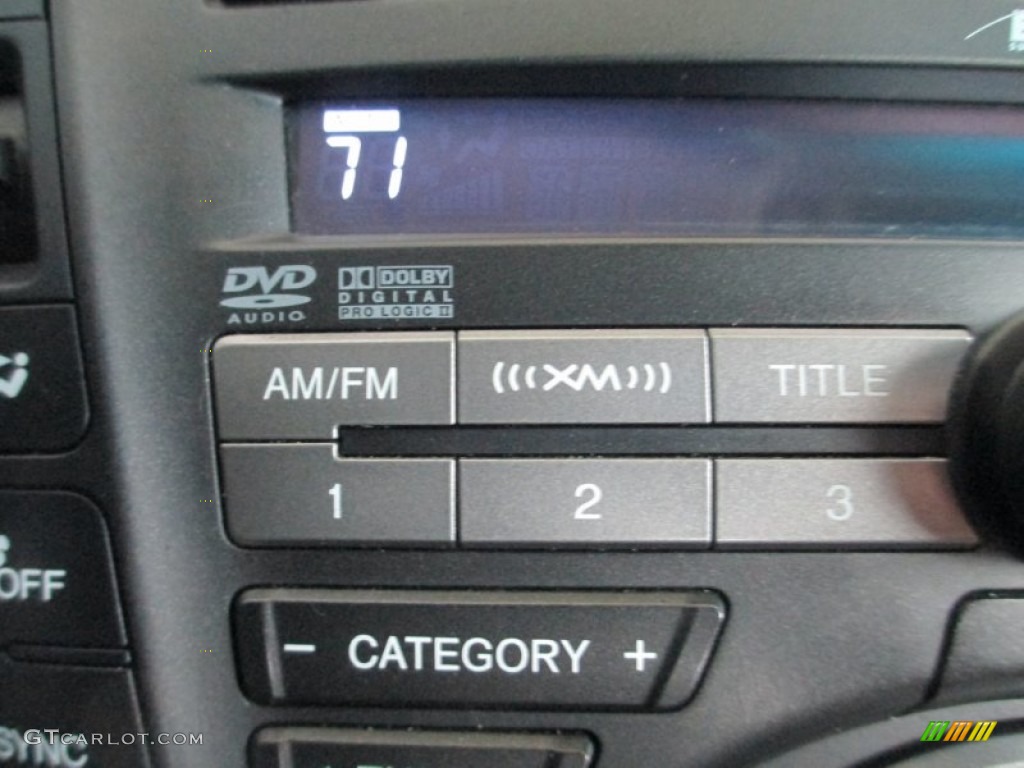 71
DVD AUDIO
DOLBY DIGITAL PRO LOGIC II
AM/FM
(((XM)))
TITLE
1
2
3
OFF
- CATEGORY +
SYNC
GTCARLOT.COM